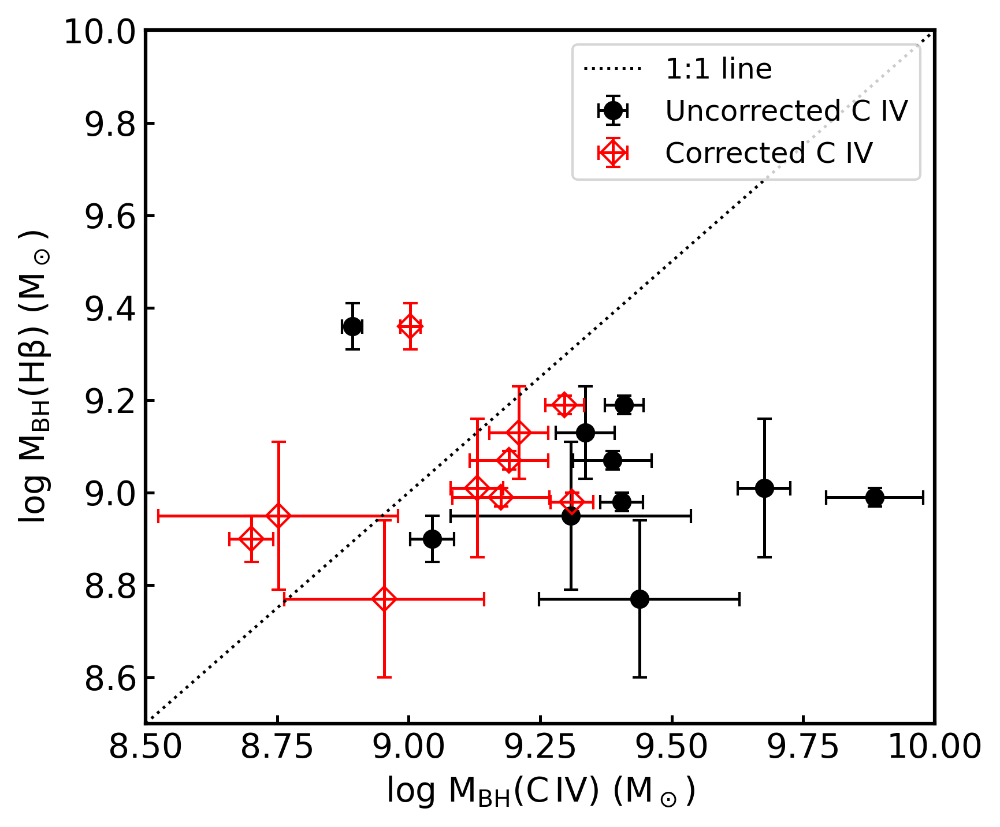 10.0
9.8
9.6
9.4
9.2
9.0
8.8
8.6
log M_BH(Hβ) (M_⊙)
1:1 line
Uncorrected C IV
Corrected C IV
8.50 8.75 9.00 9.25 9.50 9.75 10.00
log M_BH(C IV) (M_⊙)